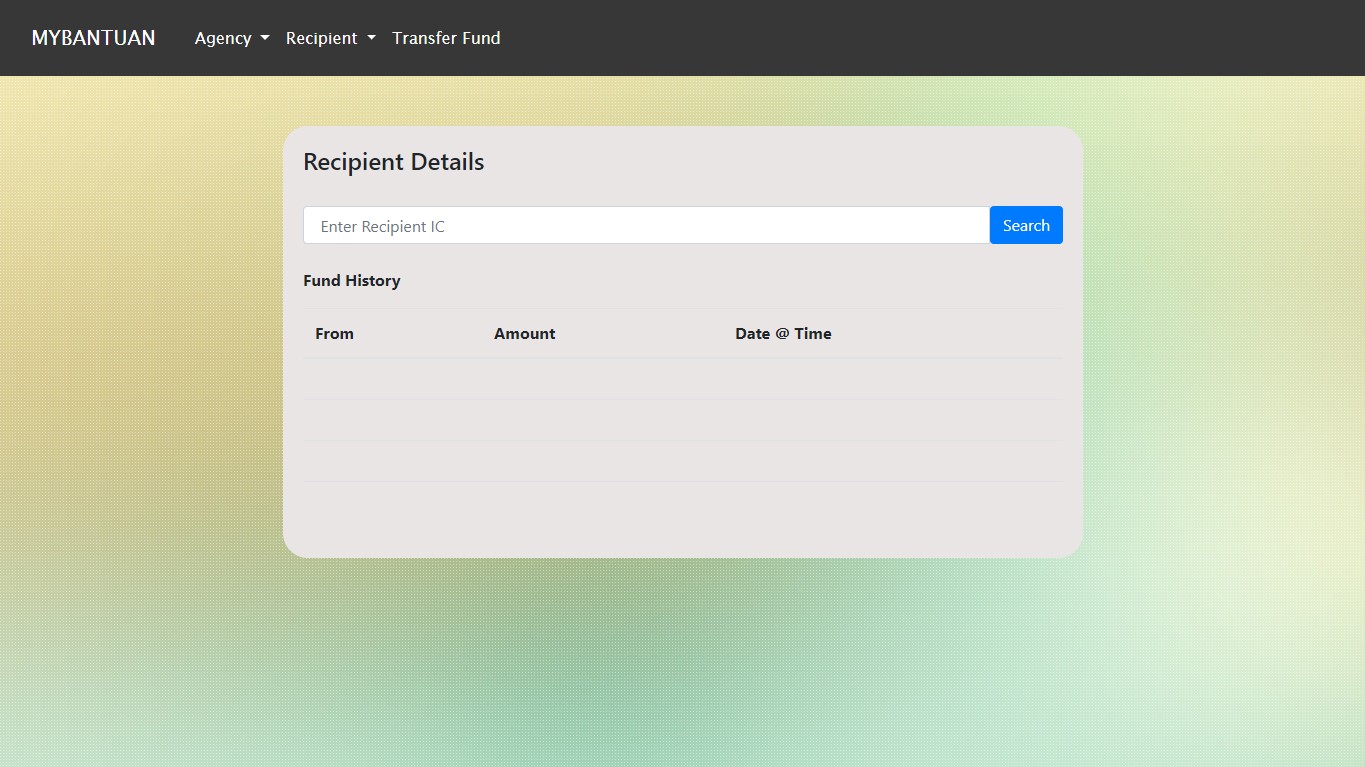 MYBANTUAN Agency Recipient Transfer Fund
Recipient Details
Enter Recipient IC Search
Fund History
From Amount Date @ Time